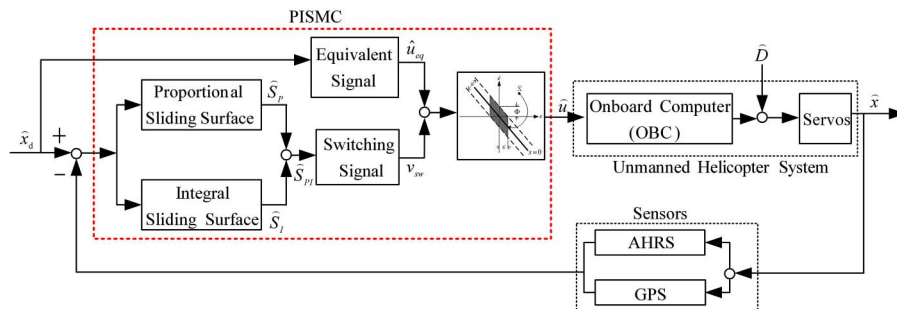 PISMC
Equivalent
Signal
û_eq
Proportional
Sliding Surface
Ŝ_P
x̂_d
+
−
Integral
Sliding Surface
Ŝ_I
Ŝ_PI
Switching
Signal
v_sw
s=0
Φ
û
Onboard Computer
(OBC)
D̂
Servos
x̂
Unmanned Helicopter System
Sensors
AHRS
GPS